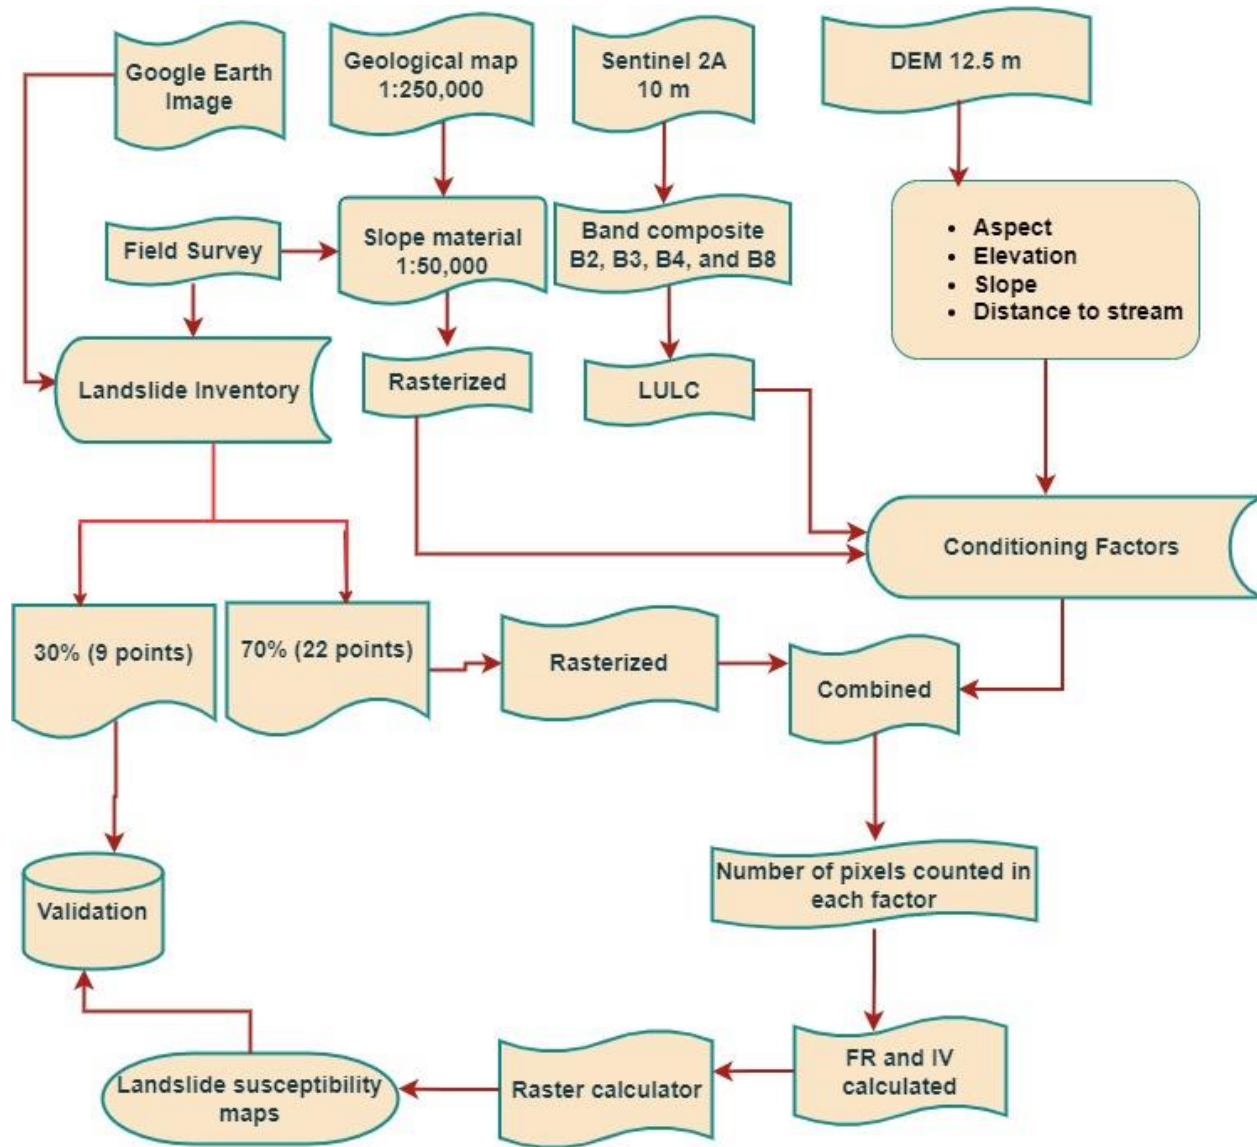 Google Earth
Image
Geological map
1:250,000
Sentinel 2A
10 m
DEM 12.5 m
Field Survey
Slope material
1:50,000
Band composite
B2, B3, B4, and B8
• Aspect
• Elevation
• Slope
• Distance to stream
Landslide Inventory
Rasterized
LULC
Conditioning Factors
30% (9 points)
70% (22 points)
Rasterized
Combined
Number of pixels counted in
each factor
Validation
Landslide susceptibility
maps
Raster calculator
FR and IV
calculated